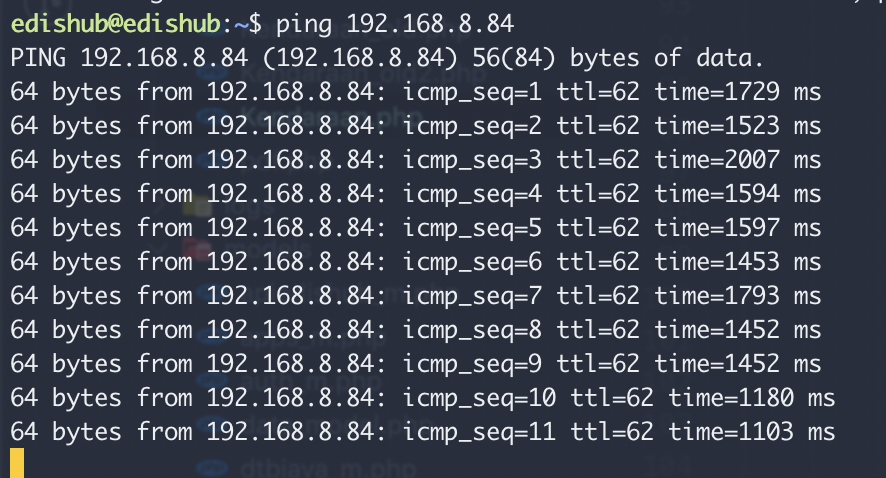 edishub@edishub:~$ ping 192.168.8.84
PING 192.168.8.84 (192.168.8.84) 56(84) bytes of data.
64 bytes from 192.168.8.84: icmp_seq=1 ttl=62 time=1729 ms
64 bytes from 192.168.8.84: icmp_seq=2 ttl=62 time=1523 ms
64 bytes from 192.168.8.84: icmp_seq=3 ttl=62 time=2007 ms
64 bytes from 192.168.8.84: icmp_seq=4 ttl=62 time=1594 ms
64 bytes from 192.168.8.84: icmp_seq=5 ttl=62 time=1597 ms
64 bytes from 192.168.8.84: icmp_seq=6 ttl=62 time=1453 ms
64 bytes from 192.168.8.84: icmp_seq=7 ttl=62 time=1793 ms
64 bytes from 192.168.8.84: icmp_seq=8 ttl=62 time=1452 ms
64 bytes from 192.168.8.84: icmp_seq=9 ttl=62 time=1452 ms
64 bytes from 192.168.8.84: icmp_seq=10 ttl=62 time=1180 ms
64 bytes from 192.168.8.84: icmp_seq=11 ttl=62 time=1103 ms